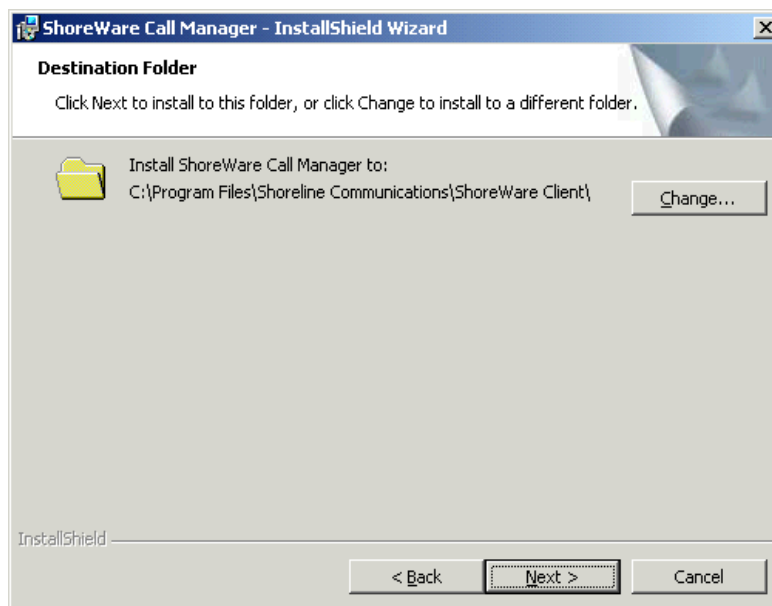 ShoreWare Call Manager - InstallShield Wizard
Destination Folder
Click Next to install to this folder, or click Change to install to a different folder.
Install ShoreWare Call Manager to:
C:\Program Files\Shoreline Communications\ShoreWare Client\
Change...
InstallShield
< Back
Next >
Cancel